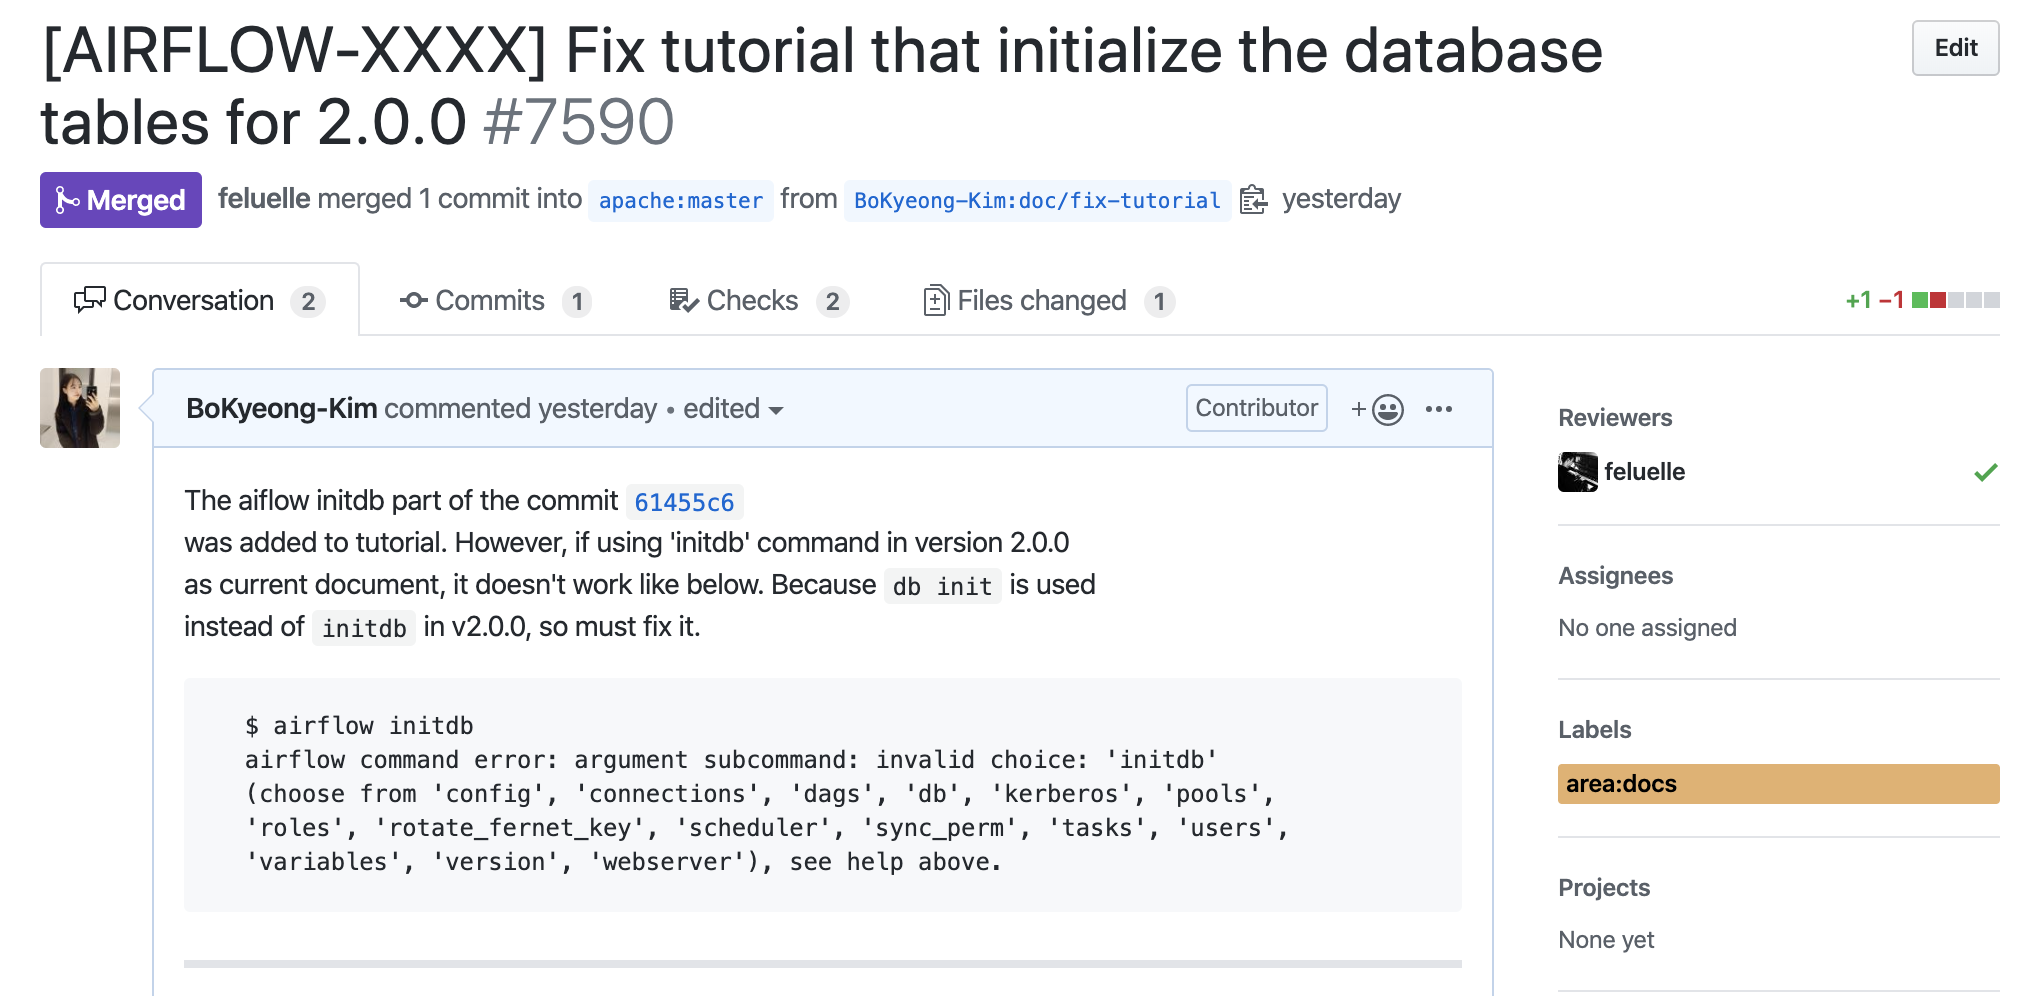 [AIRFLOW-XXXX] Fix tutorial that initialize the database
tables for 2.0.0 #7590
Edit
Merged feluelle merged 1 commit into apache:master from BoKyeong-Kim:doc/fix-tutorial yesterday
Conversation 2 Commits 1 Checks 2 Files changed 1 +1 −1
BoKyeong-Kim commented yesterday • edited Contributor
The aiflow initdb part of the commit 61455c6
was added to tutorial. However, if using 'initdb' command in version 2.0.0
as current document, it doesn't work like below. Because db init is used
instead of initdb in v2.0.0, so must fix it.
$ airflow initdb
airflow command error: argument subcommand: invalid choice: 'initdb'
(choose from 'config', 'connections', 'dags', 'db', 'kerberos', 'pools',
'roles', 'rotate_fernet_key', 'scheduler', 'sync_perm', 'tasks', 'users',
'variables', 'version', 'webserver'), see help above.
Reviewers
feluelle
Assignees
No one assigned
Labels
area:docs
Projects
None yet